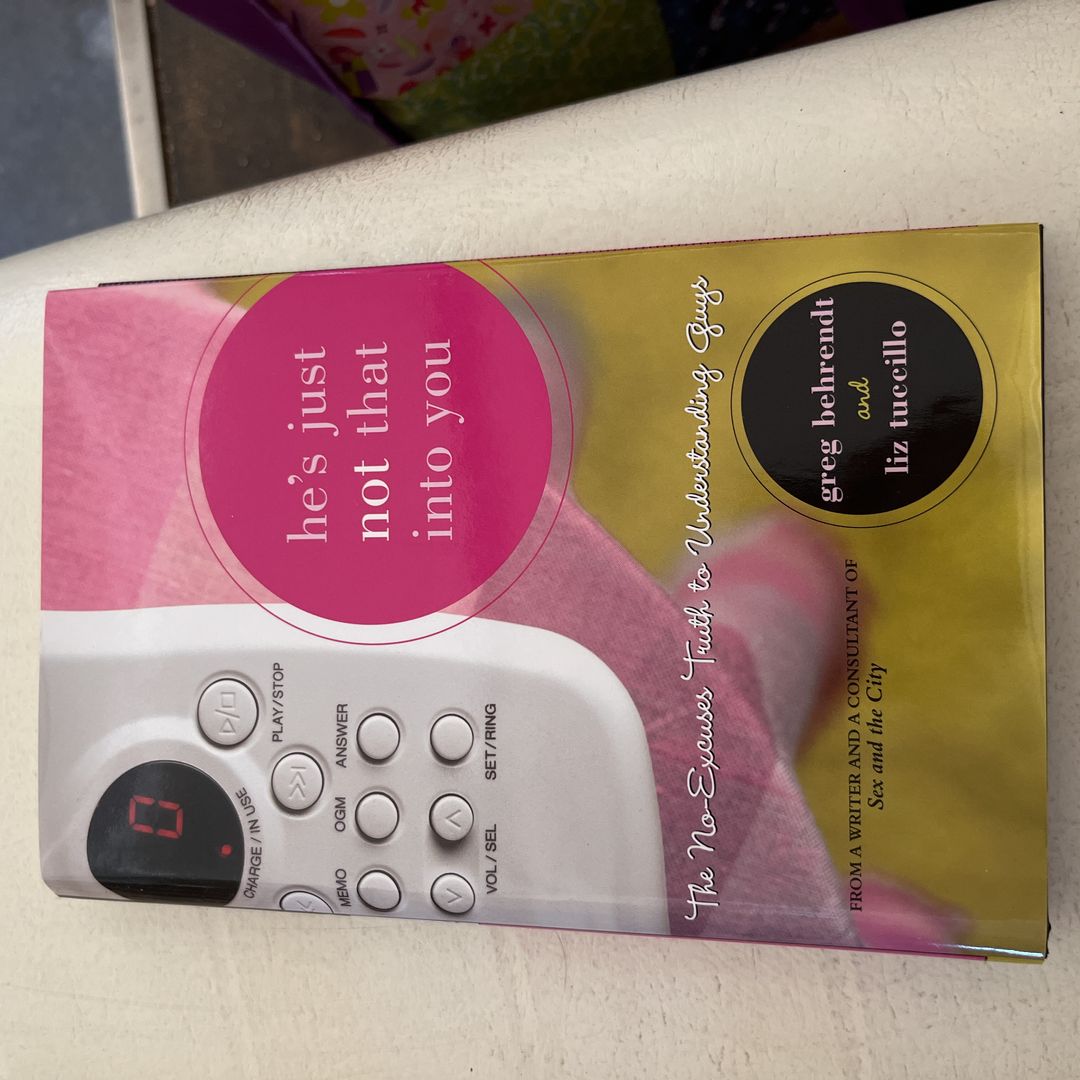 0
CHARGE / IN USE
PLAY/STOP
MEMO
OGM
ANSWER
VOL/SEL
SET/RING
he's just
not that
into you
The No-Excuses Truth to Understanding Guys
greg behrendt
and
liz tuccillo
FROM A WRITER AND A CONSULTANT OF
Sex and the City